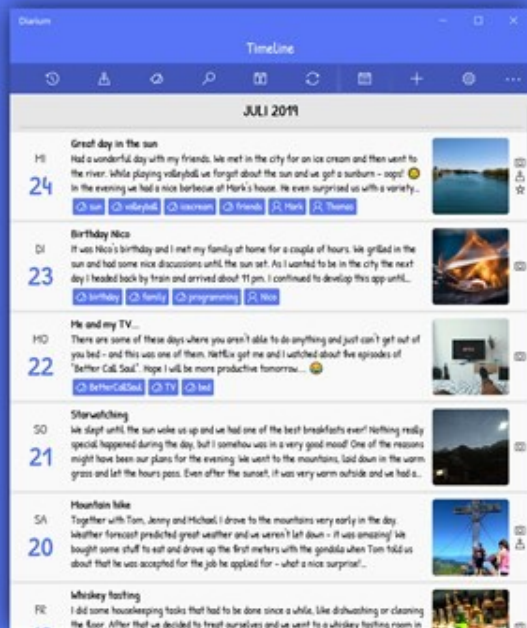 Diarium
Timeline
JULI 2019
MI
24
Great day in the sun
Had a wonderful day with my friends. We met in the city for an ice cream and then went to
the river. While playing volleyball we forgot about the sun and we got a sunburn - oops!
In the evening we had a nice barbecue at Mark's house. He even surprised us with a variety...
sun volleyball icecream friends Mark Thomas
DI
23
Birthday Nico
It was Nico's birthday and I met my family at home for a couple of hours. We grilled in the
sun and had some nice discussions until the sun set. As I wanted to be in the city the next
day I headed back by train and arrived about 11 pm. I continued to develop this app until...
birthday family programming Nico
MO
22
Me and my TV...
There are some of these days where you aren't able to do anything and just can't get out of
you bed - and this was one of them. Netflix got me and I watched about five episodes of
"Better Call Saul". Hope I will be more productive tomorrow....
BetterCallSaul TV bed
SO
21
Starwatching
We slept until the sun woke us up and we had one of the best breakfasts ever! Nothing really
special happened during the day, but I somehow was in a very good mood! One of the reasons
might have been our plans for the evening: We went to the mountains, laid down in the warm
grass and let the hours pass. Even after the sunset, it was very warm outside and we had a...
SA
20
Mountain hike
Together with Tom, Jenny and Michael I drove to the mountains very early in the day.
Weather forecast predicted great weather and we weren't let down - it was amazing! We
bought some stuff to eat and drove up the first meters with the gondola when Tom told us
about that he was accepted for the job he applied for - what a nice surprise!...
FR
Whiskey tasting
I did some housekeeping tasks that had to be done since a while, like dishwashing or cleaning
the floor. After that we decided to treat ourselves and we went to a whiskey tasting room in